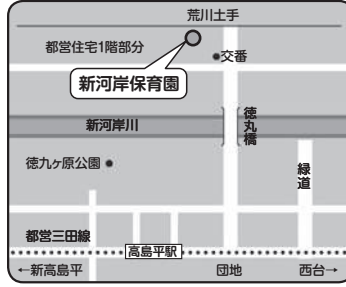 荒川土手
都営住宅1階部分
●交番
新河岸保育園
新河岸川
徳丸橋
徳九ヶ原公園●
緑道
都営三田線
高島平駅
←新高島平
団地
西台→